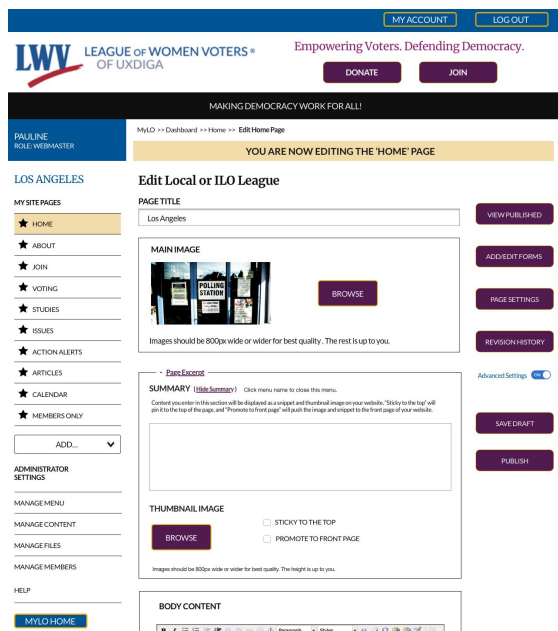 MY ACCOUNT
LOG OUT
LWV
LEAGUE OF WOMEN VOTERS ®
OF UXDIGA
Empowering Voters. Defending Democracy.
DONATE
JOIN
MAKING DEMOCRACY WORK FOR ALL!
PAULINE
ROLE: WEBMASTER
MyLO >> Dashboard >> Home >> Edit Home Page
YOU ARE NOW EDITING THE ‘HOME’ PAGE
LOS ANGELES
MY SITE PAGES
HOME
ABOUT
JOIN
VOTING
STUDIES
ISSUES
ACTION ALERTS
ARTICLES
CALENDAR
MEMBERS ONLY
ADD...
ADMINISTRATOR
SETTINGS
MANAGE MENU
MANAGE CONTENT
MANAGE FILES
MANAGE MEMBERS
HELP
MYLO HOME
Edit Local or ILO League
PAGE TITLE
Los Angeles
MAIN IMAGE
POLLING
STATION
BROWSE
Images should be 800px wide or wider for best quality . The rest is up to you.
Page Excerpt
SUMMARY (Hide Summary) Click menu name to close this menu.
Content you enter in this section will be displayed as a snippet and thumbnail image on your website. “Sticky to the top” will
pin it to the top of the page, and “Promote to front page” will push the image and snippet to the front page of your website.
THUMBNAIL IMAGE
BROWSE
STICKY TO THE TOP
PROMOTE TO FRONT PAGE
Images should be 800px wide or wider for best quality. The height is up to you.
BODY CONTENT
Paragraph
Styles
VIEW PUBLISHED
ADD/EDIT FORMS
PAGE SETTINGS
REVISION HISTORY
Advanced Settings ON
SAVE DRAFT
PUBLISH